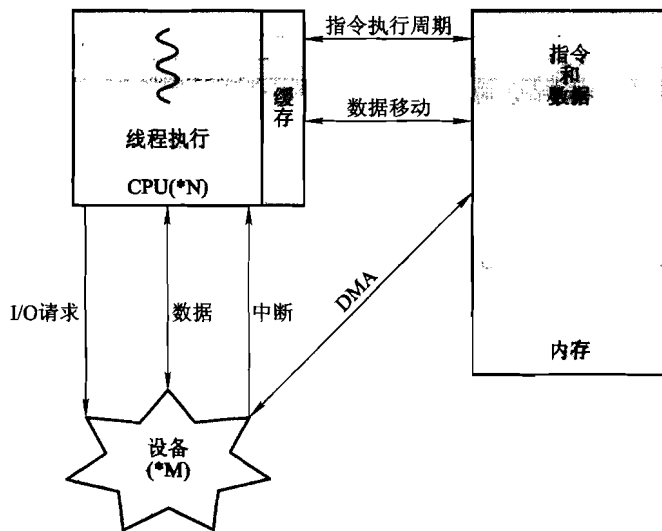 指令执行周期
指令
和
数据
缓存
数据移动
线程执行
CPU(*N)
DMA
I/O请求
数据
中断
内存
设备
(*M)